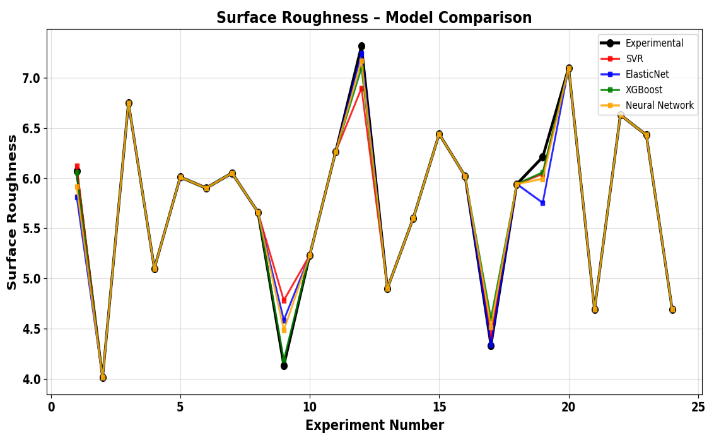 Surface Roughness – Model Comparison
Experimental
SVR
ElasticNet
XGBoost
Neural Network
Surface Roughness
7.0
6.5
6.0
5.5
5.0
4.5
4.0
0 5 10 15 20 25
Experiment Number